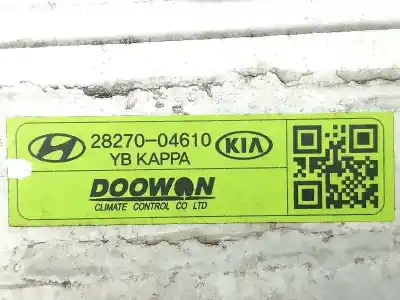 28270-04610 KIA
YB KAPPA
DOOWON
CLIMATE CONTROL CO LTD